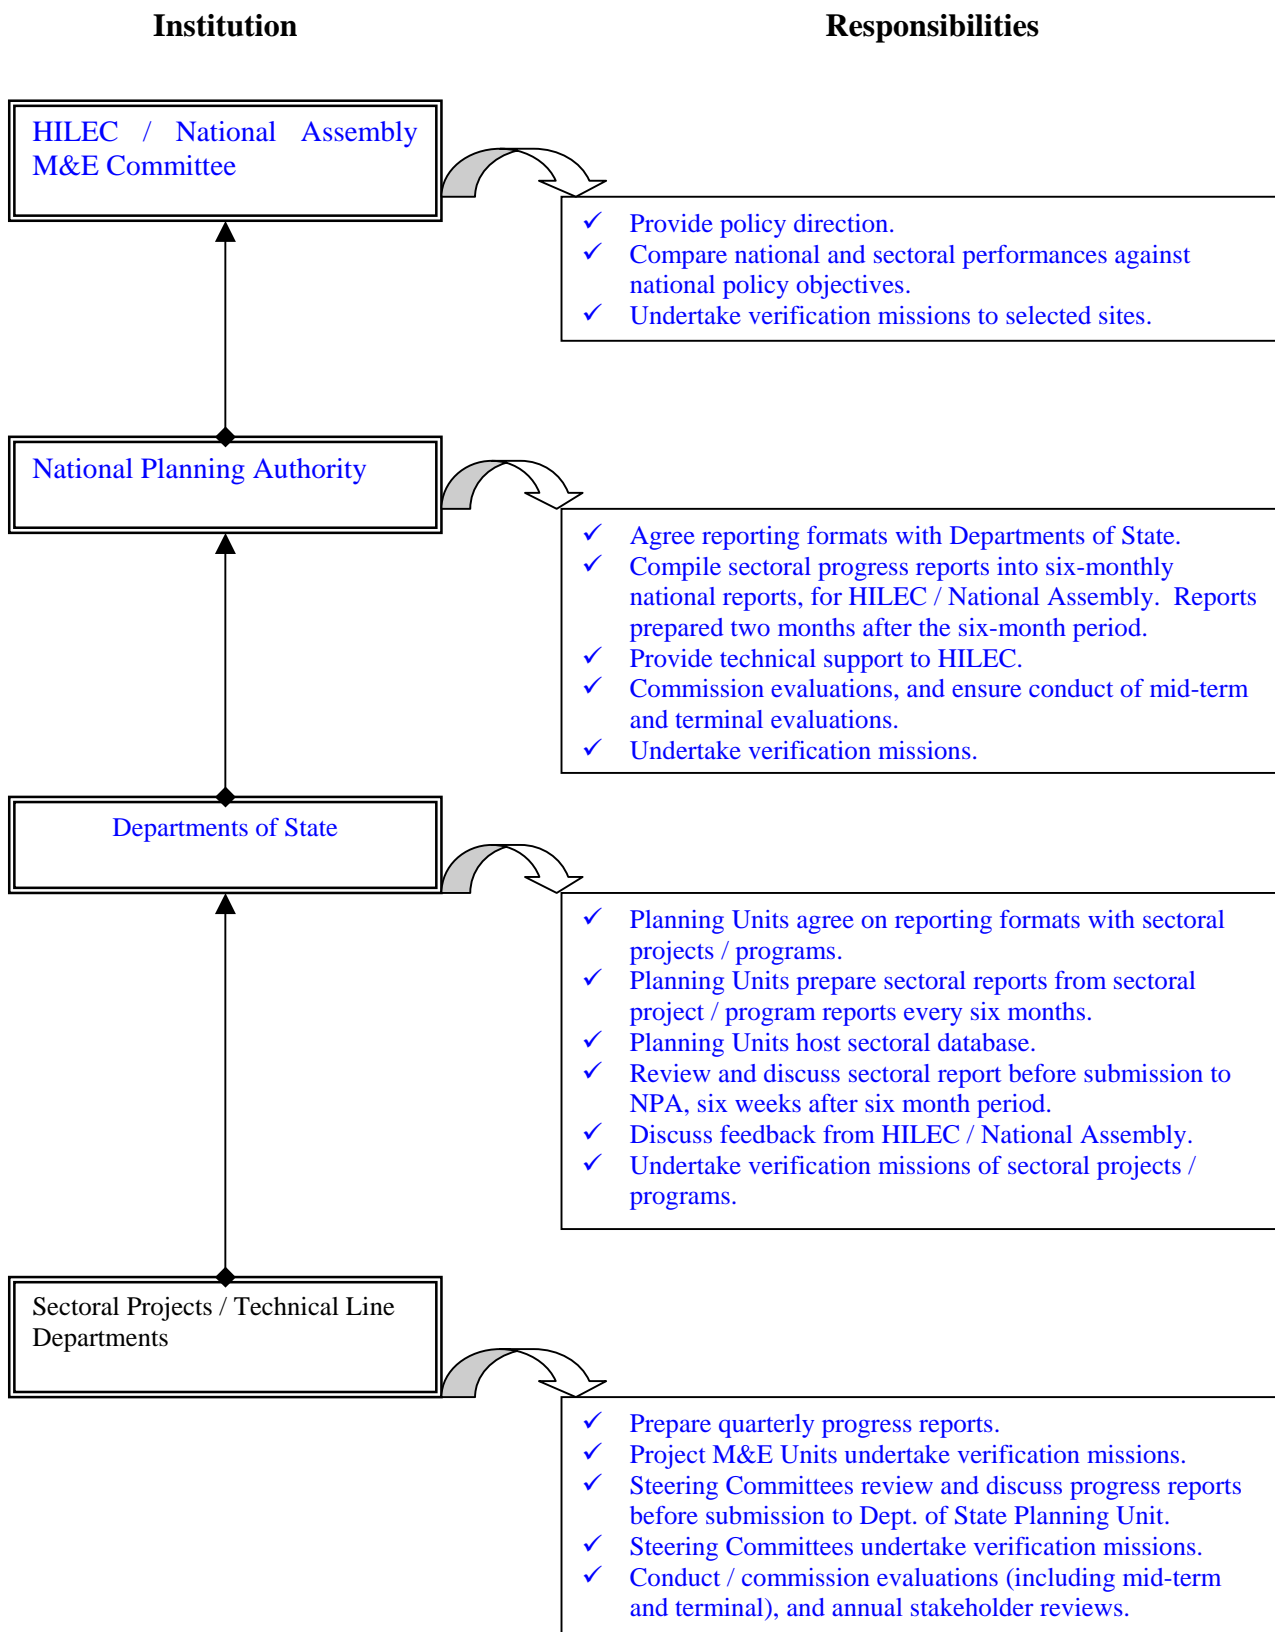 Institution
Responsibilities
HILEC / National Assembly
M&E Committee
✓ Provide policy direction.
✓ Compare national and sectoral performances against
national policy objectives.
✓ Undertake verification missions to selected sites.
National Planning Authority
✓ Agree reporting formats with Departments of State.
✓ Compile sectoral progress reports into six-monthly
national reports, for HILEC / National Assembly. Reports
prepared two months after the six-month period.
✓ Provide technical support to HILEC.
✓ Commission evaluations, and ensure conduct of mid-term
and terminal evaluations.
✓ Undertake verification missions.
Departments of State
✓ Planning Units agree on reporting formats with sectoral
projects / programs.
✓ Planning Units prepare sectoral reports from sectoral
project / program reports every six months.
✓ Planning Units host sectoral database.
✓ Review and discuss sectoral report before submission to
NPA, six weeks after six month period.
✓ Discuss feedback from HILEC / National Assembly.
✓ Undertake verification missions of sectoral projects /
programs.
Sectoral Projects / Technical Line
Departments
✓ Prepare quarterly progress reports.
✓ Project M&E Units undertake verification missions.
✓ Steering Committees review and discuss progress reports
before submission to Dept. of State Planning Unit.
✓ Steering Committees undertake verification missions.
✓ Conduct / commission evaluations (including mid-term
and terminal), and annual stakeholder reviews.